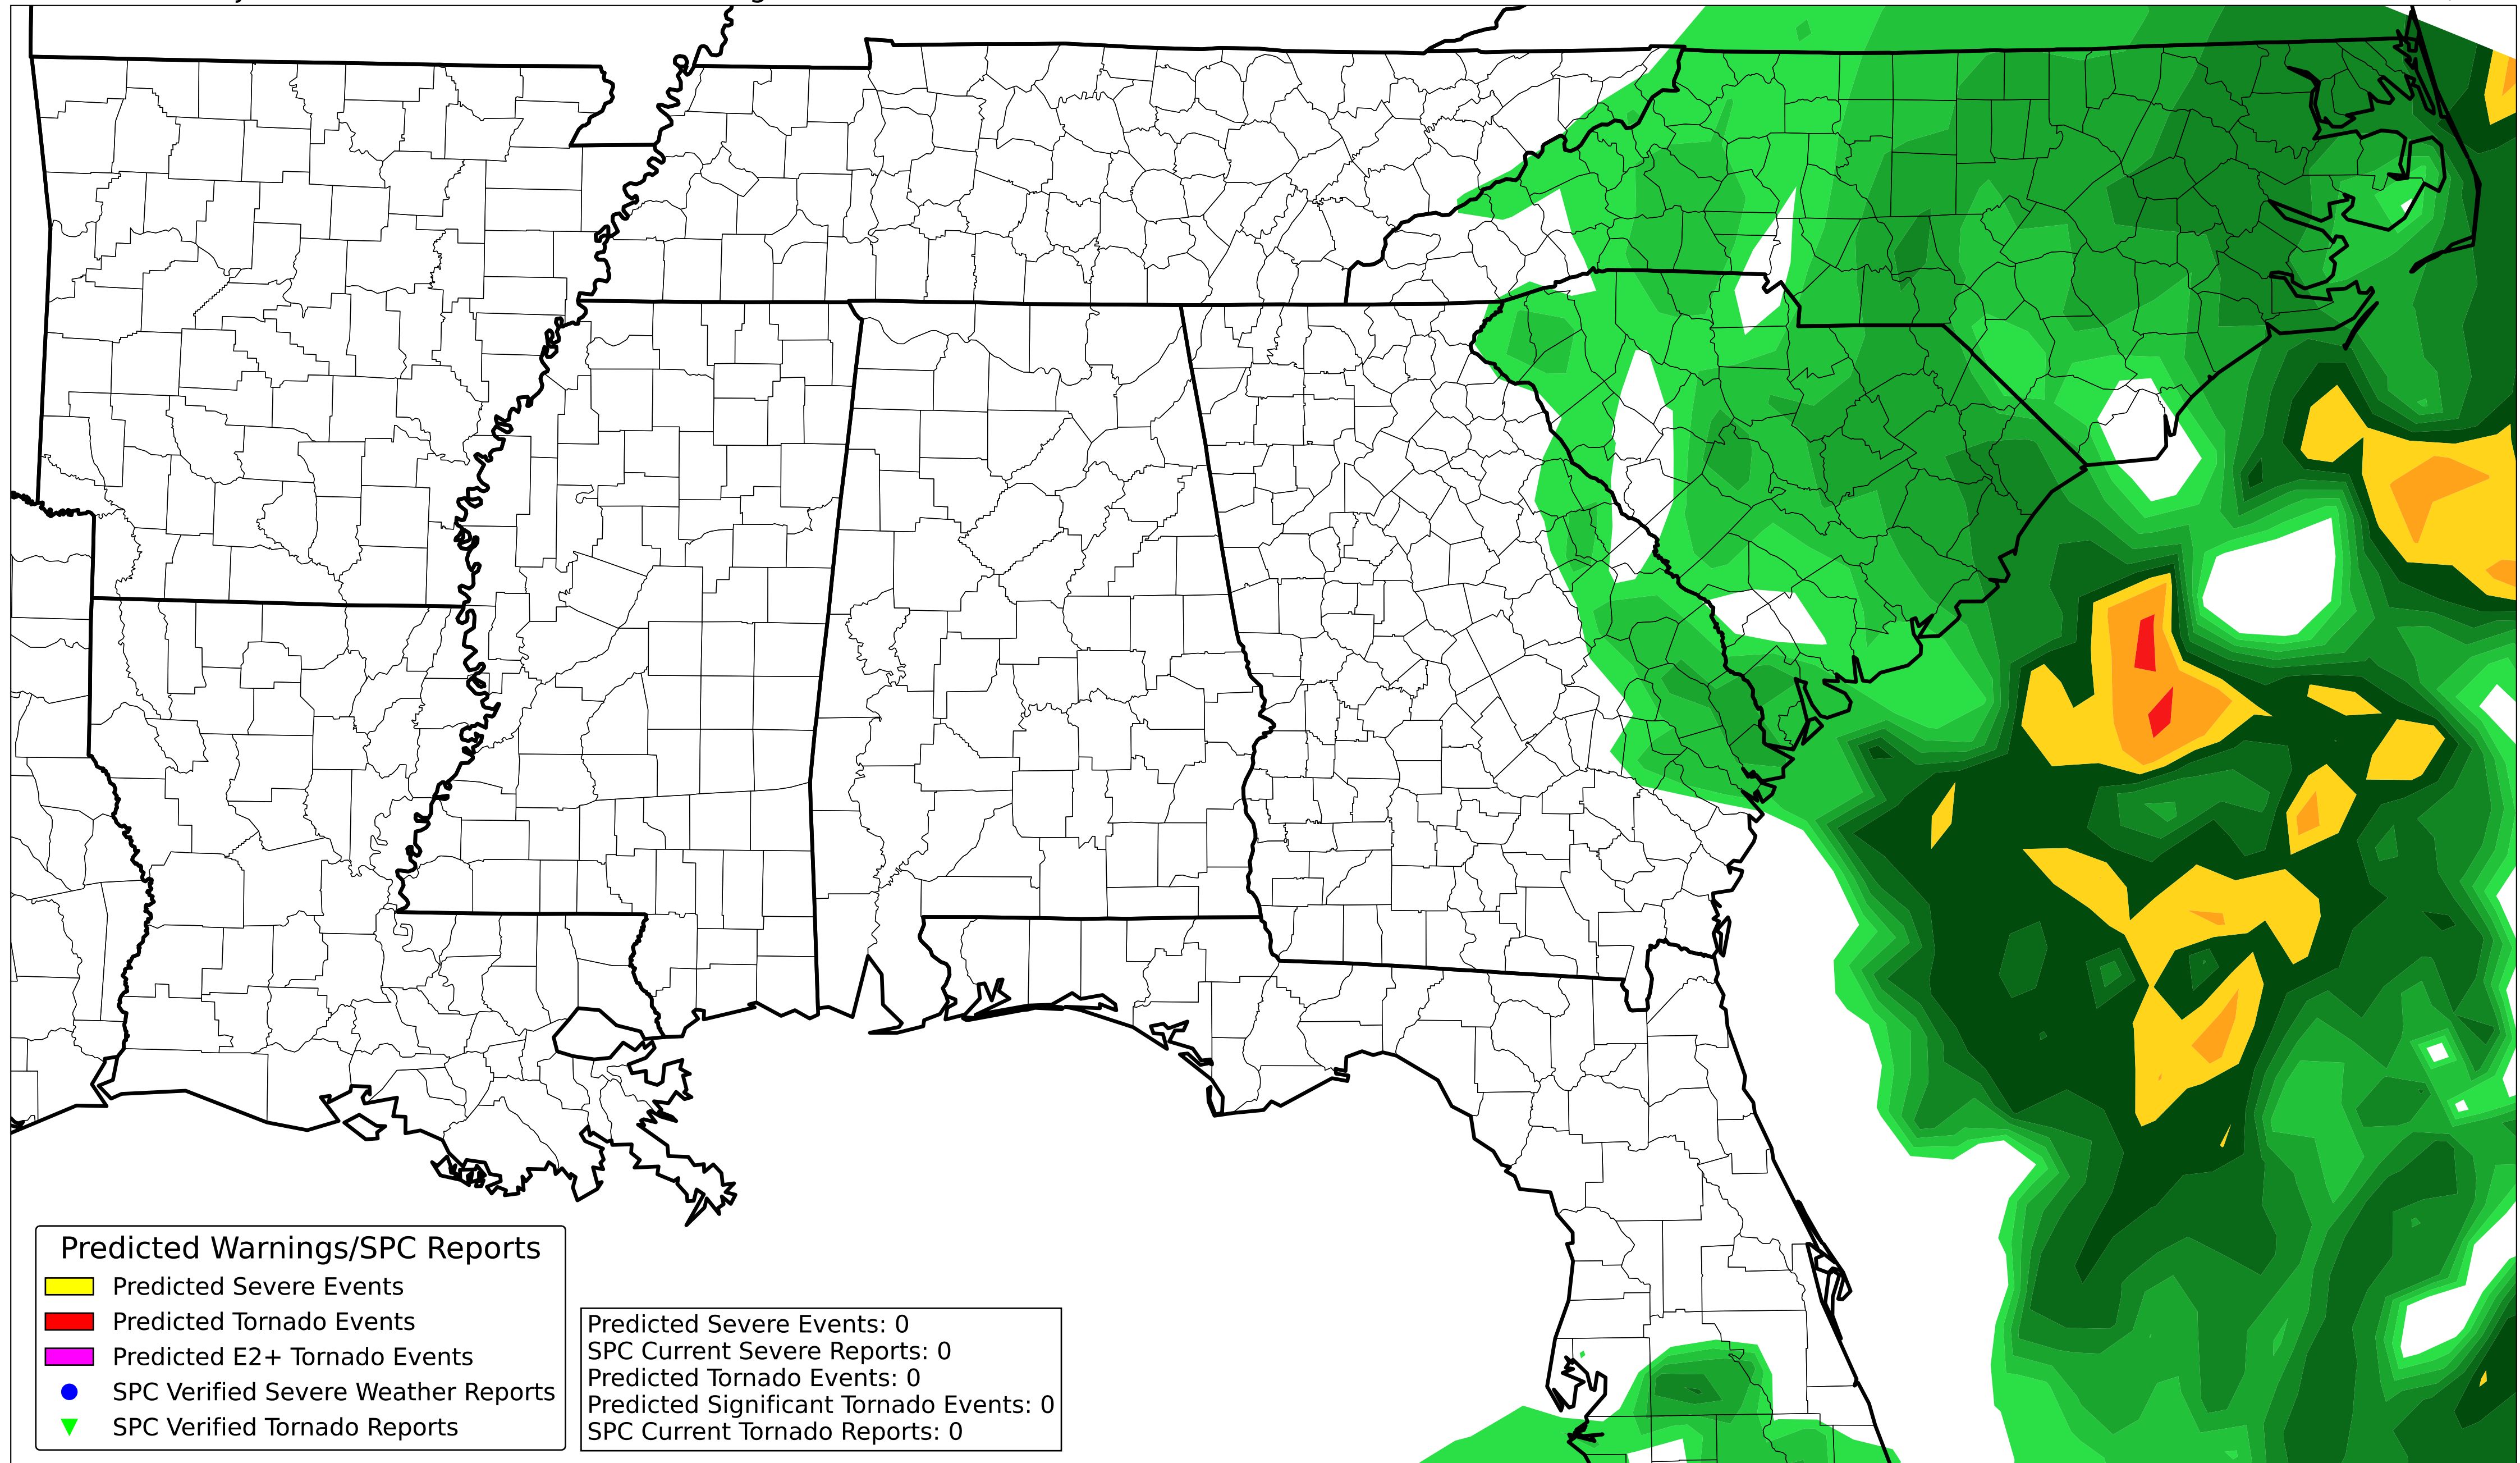 Predicted Warnings/SPC Reports
Predicted Severe Events
Predicted Tornado Events
Predicted E2+ Tornado Events
SPC Verified Severe Weather Reports
SPC Verified Tornado Reports
Predicted Severe Events: 0
SPC Current Severe Reports: 0
Predicted Tornado Events: 0
Predicted Significant Tornado Events: 0
SPC Current Tornado Reports: 0